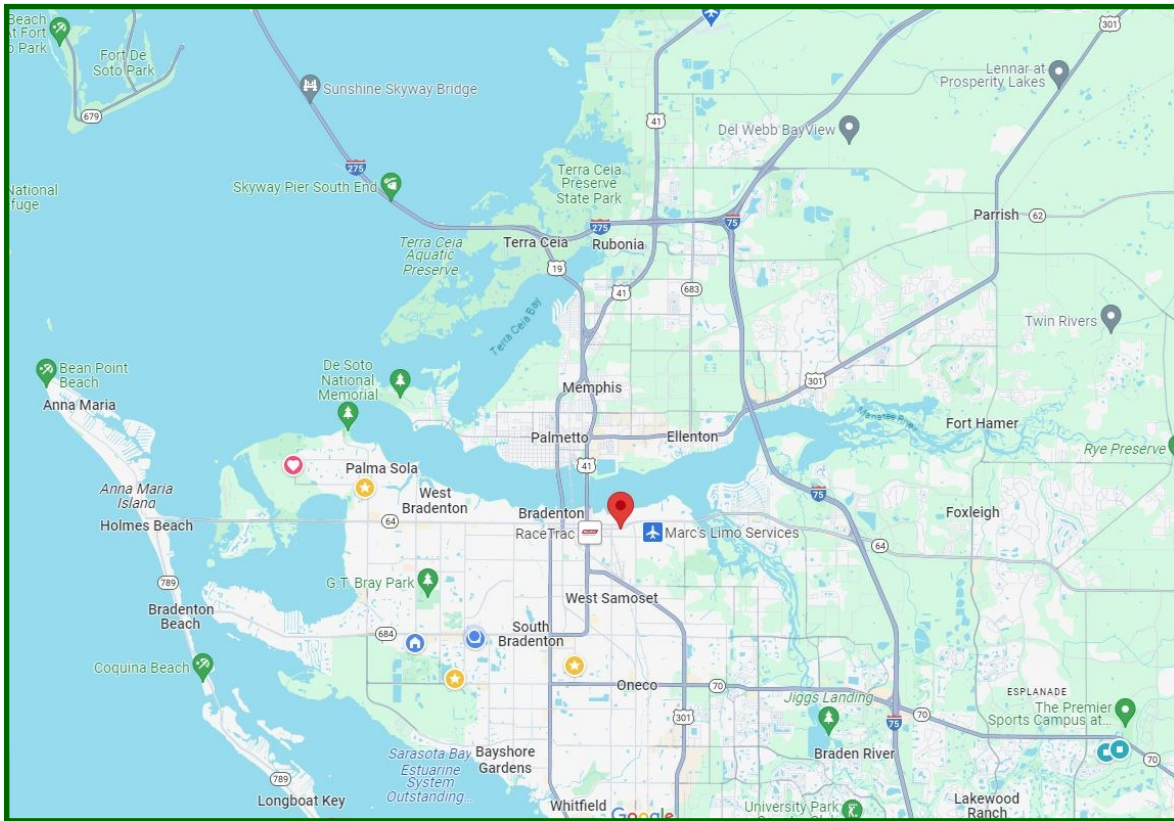 Beach
At Fort
o Park
Fort De
Soto Park
679
Sunshine Skyway Bridge
41
301
Lennar at
Prosperity Lakes
Del Webb BayView
275
National
efuge
Skyway Pier South End
Terra Ceia
Preserve
State Park
Parrish
62
275
75
Terra Ceia
Rubonia
Terra Ceia
Aquatic
Preserve
19
41
683
Terra Ceia Bay
Twin Rivers
Bean Point
Beach
Anna Maria
De Soto
National
Memorial
Memphis
301
Manatee River
Fort Hamer
Palmetto
Ellenton
Rye Preserve
41
Palma Sola
West
Bradenton
Anna Maria
Island
Holmes Beach
64
Bradenton
RaceTrac
Marc's Limo Services
75
Foxleigh
64
789
G.T. Bray Park
West Samoset
Bradenton
Beach
684
South
Bradenton
Coquina Beach
Oneco
70
Jiggs Landing
ESPLANADE
The Premier
Sports Campus at...
301
75
70
70
Braden River
Sarasota Bay
Estuarine
System
Outstanding...
Bayshore
Gardens
789
Longboat Key
Whitfield
Google
University Park
Lakewood
Ranch